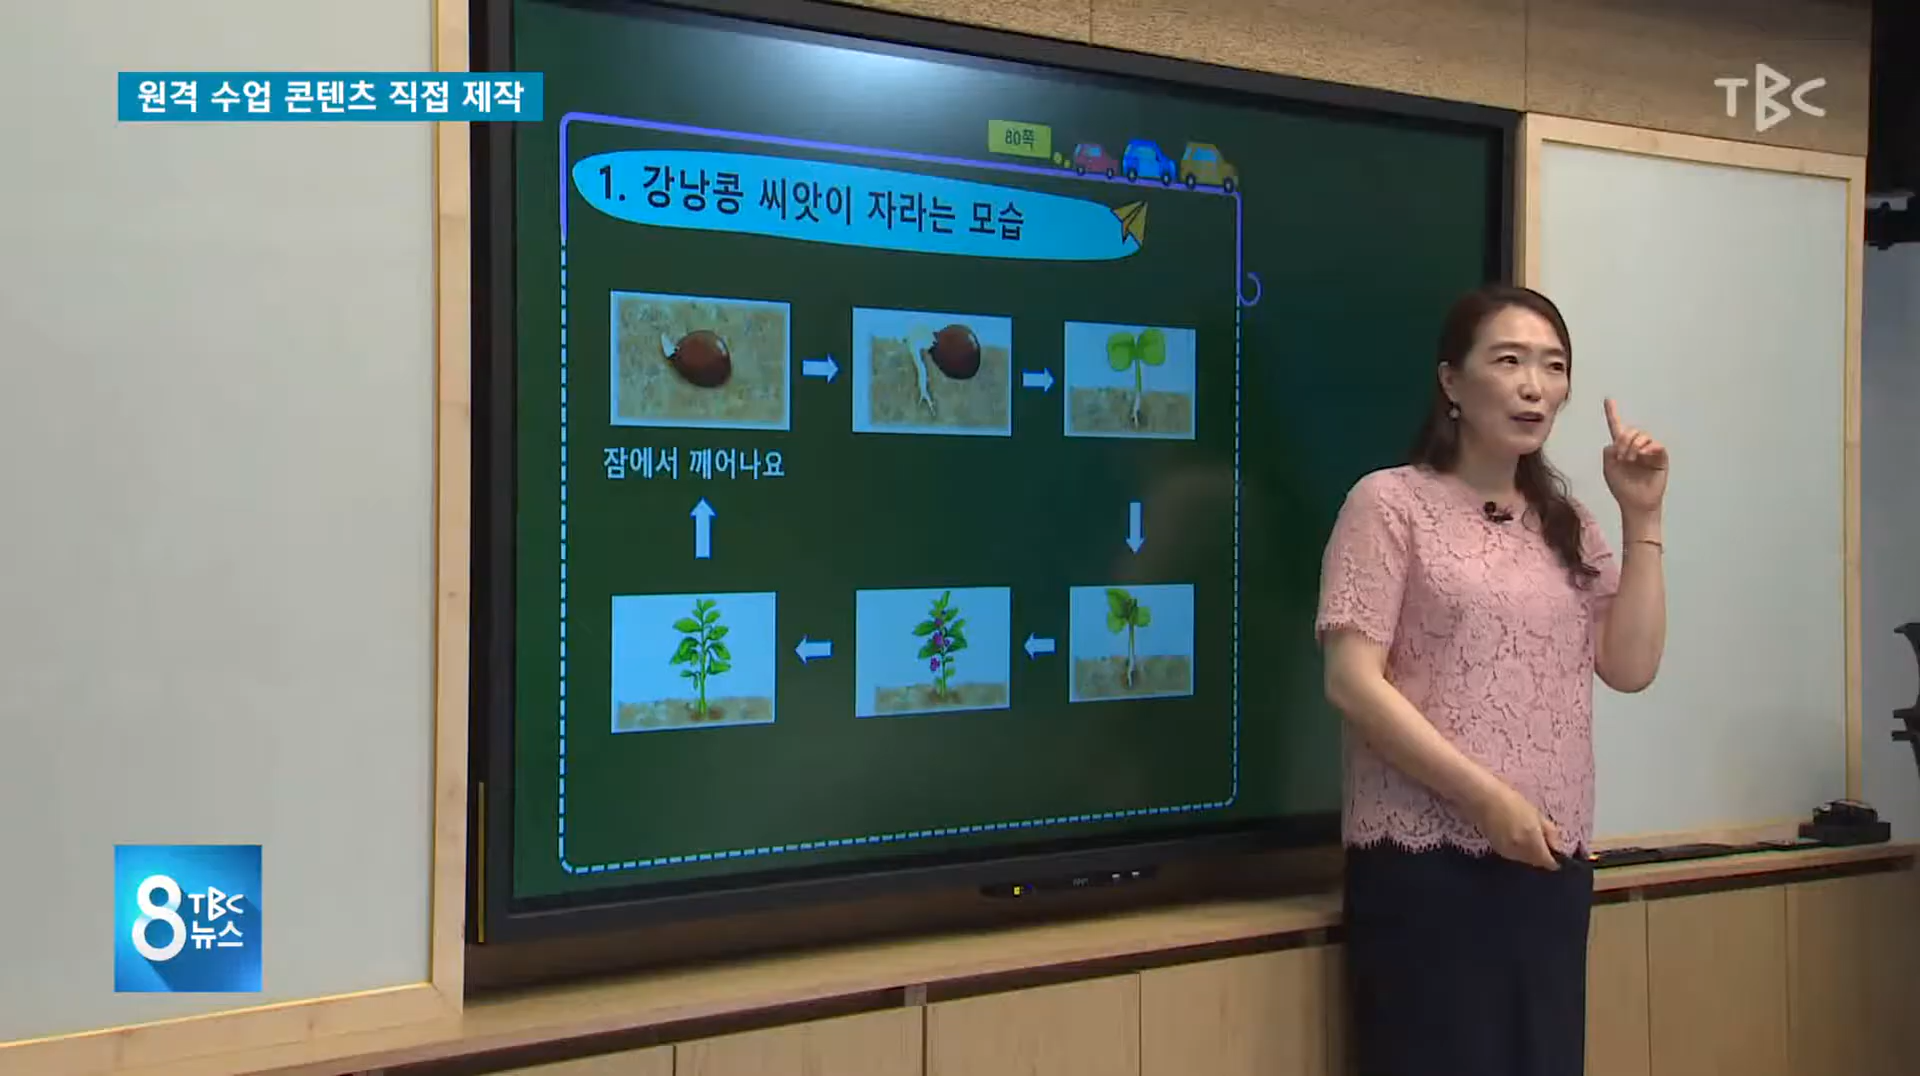 원격 수업 콘텐츠 직접 제작
TBC
80쪽
1. 강낭콩 씨앗이 자라는 모습
잠에서 깨어나요
8 TBC
뉴스